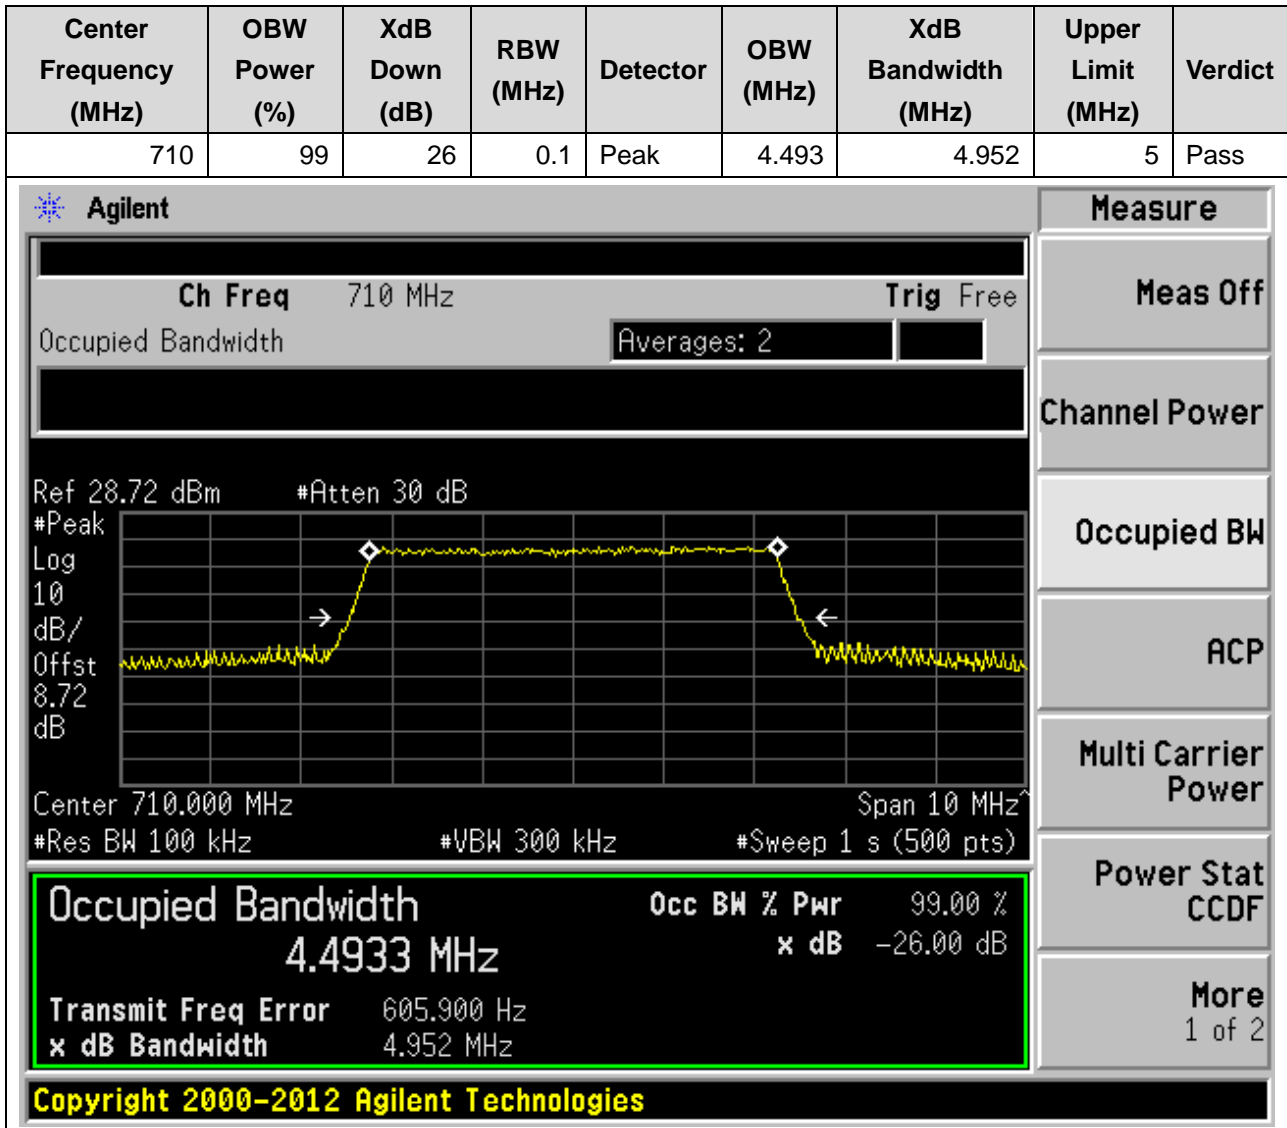 Center Frequency (MHz) OBW Power (%) XdB Down (dB) RBW (MHz) Detector OBW (MHz) XdB Bandwidth (MHz) Upper Limit (MHz) Verdict
710 99 26 0.1 Peak 4.493 4.952 5 Pass
Agilent
Measure
Ch Freq 710 MHz Trig Free
Meas Off
Occupied Bandwidth Averages: 2
Channel Power
Ref 28.72 dBm #Atten 30 dB
#Peak
Log
10
dB/
Offst
8.72
dB
Occupied BW
ACP
Multi Carrier
Power
Center 710.000 MHz Span 10 MHz^
#Res BW 100 kHz #VBW 300 kHz #Sweep 1 s (500 pts)
Power Stat
CCDF
Occupied Bandwidth Occ BW % Pwr 99.00 %
4.4933 MHz x dB -26.00 dB
Transmit Freq Error 605.900 Hz
x dB Bandwidth 4.952 MHz
More
1 of 2
Copyright 2000-2012 Agilent Technologies